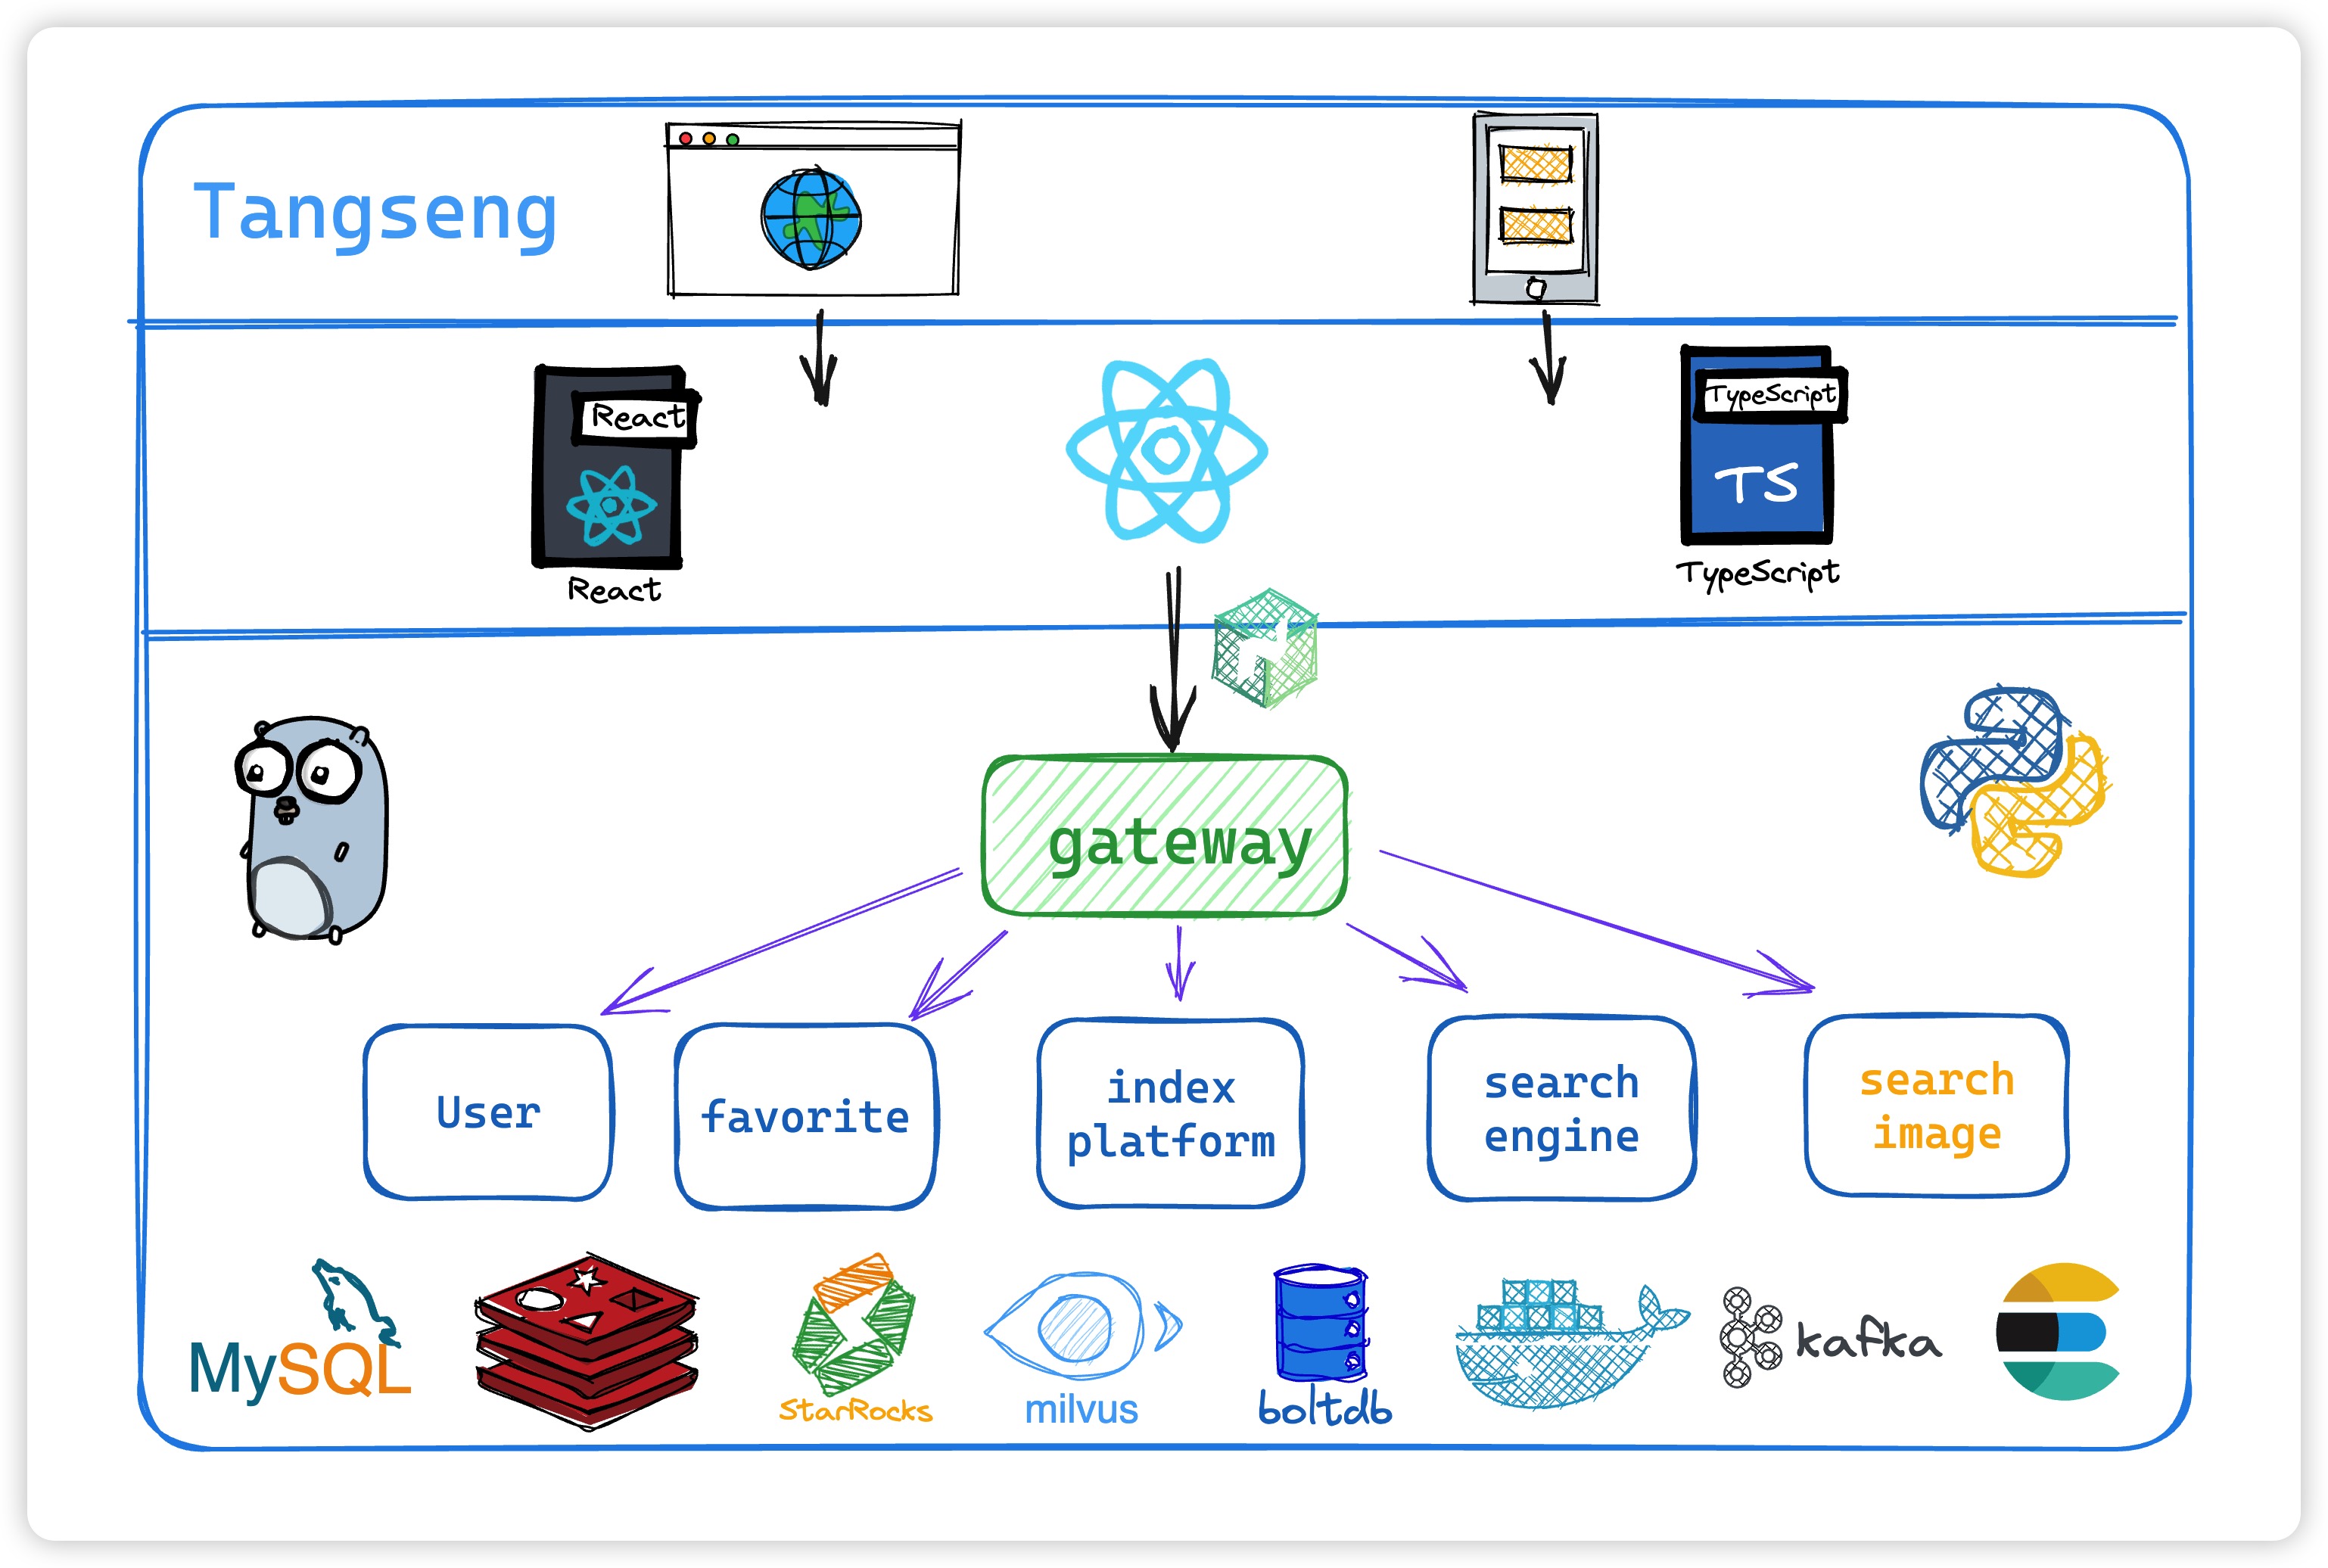 Tangseng
React
React
TypeScript
TS
TypeScript
gateway
User
favorite
index
platform
search
engine
search
image
MySQL
StarRocks
milvus
boltdb
kafka